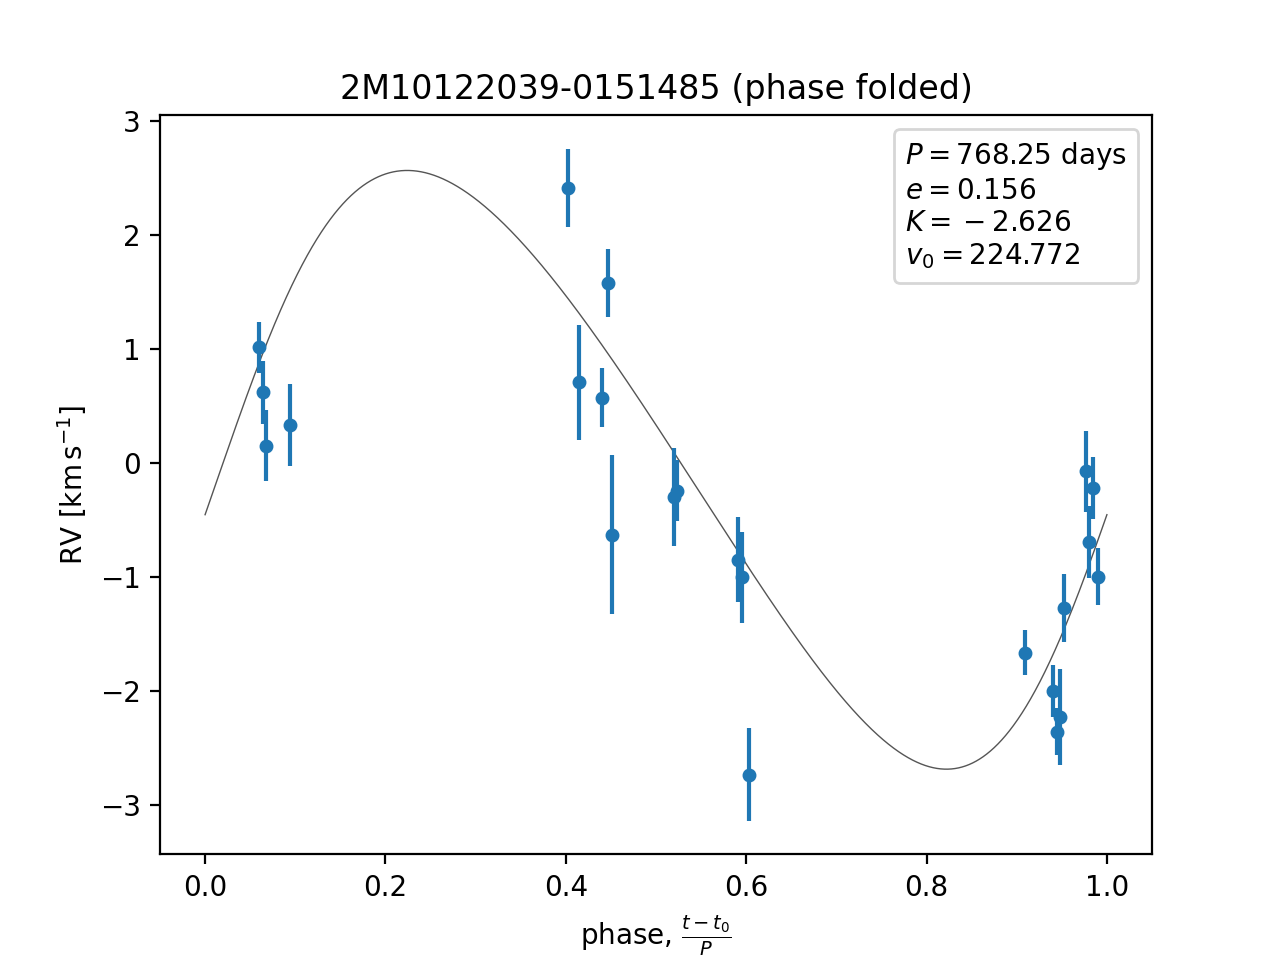 2M10122039-0151485 (phase folded)
P = 768.25 days
e = 0.156
K = −2.626
v₀ = 224.772
RV [km s⁻¹]
3
2
1
0
−1
−2
−3
0.0 0.2 0.4 0.6 0.8 1.0
phase, (t − t₀)/P